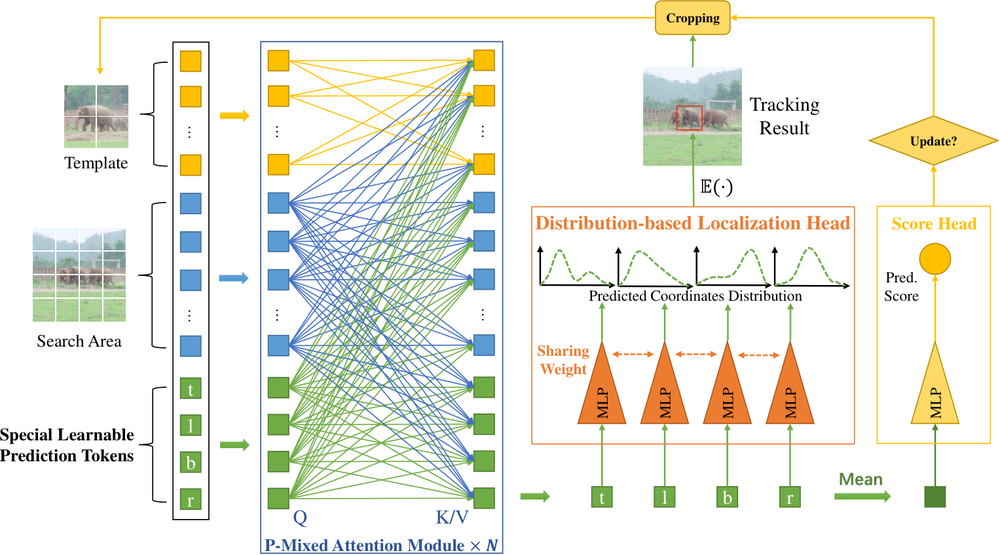 Cropping
Template
Search Area
Special Learnable
Prediction Tokens
⋮
⋮
t
l
b
r
⋮
⋮
⋮
⋮
Q
K/V
P-Mixed Attention Module × N
Tracking
Result
𝔼(·)
Update?
Distribution-based Localization Head
Predicted Coordinates Distribution
Sharing
Weight
MLP
MLP
MLP
MLP
t
l
b
r
Mean
Score Head
Pred.
Score
MLP